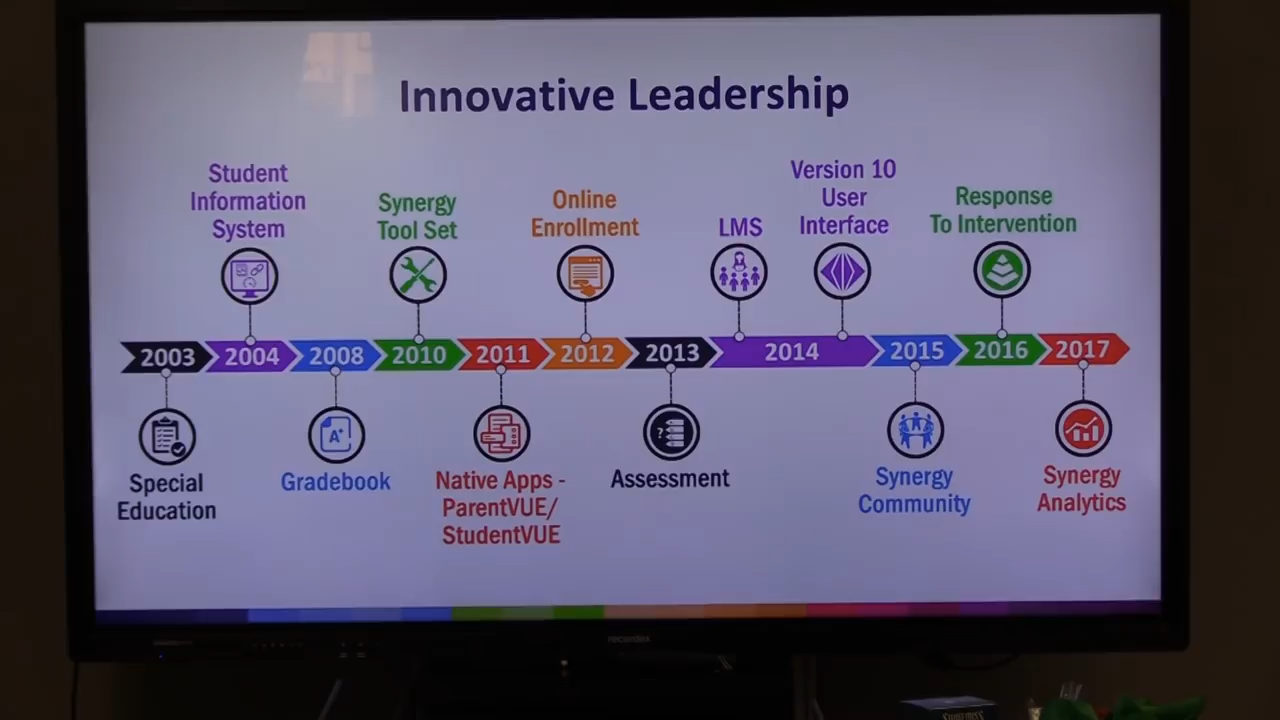 Innovative Leadership
Student
Information
System
Synergy
Tool Set
Online
Enrollment
LMS
Version 10
User
Interface
Response
To Intervention
2003 2004 2008 2010 2011 2012 2013 2014 2015 2016 2017
A+
?
Special
Education
Gradebook
Native Apps -
ParentVUE/
StudentVUE
Assessment
Synergy
Community
Synergy
Analytics
recordex